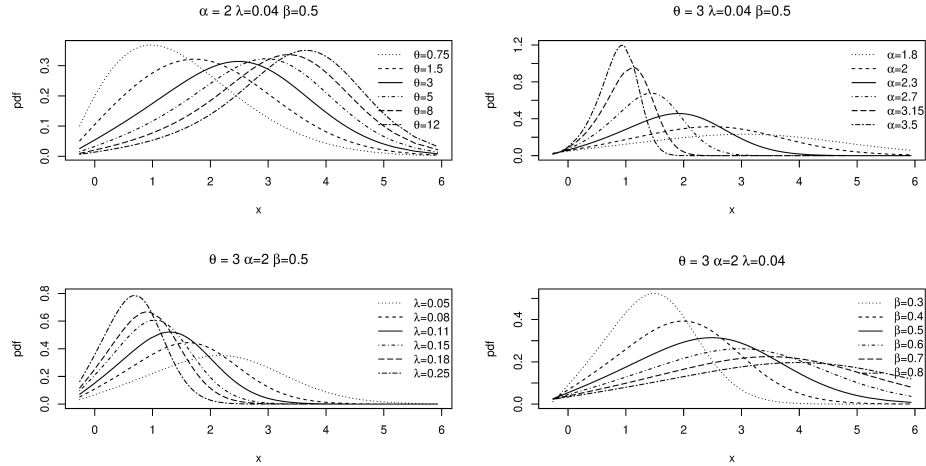 α = 2 λ=0.04 β=0.5
pdf
0.0 0.1 0.2 0.3
θ=0.75
θ=1.5
θ=3
θ=5
θ=8
θ=12
0 1 2 3 4 5 6
x
θ = 3 λ=0.04 β=0.5
pdf
0.0 0.4 0.8 1.2
α=1.8
α=2
α=2.3
α=2.7
α=3.15
α=3.5
0 1 2 3 4 5 6
x
θ = 3 α=2 β=0.5
pdf
0.0 0.2 0.4 0.6 0.8
λ=0.05
λ=0.08
λ=0.11
λ=0.15
λ=0.18
λ=0.25
0 1 2 3 4 5 6
x
θ = 3 α=2 λ=0.04
pdf
0.0 0.2 0.4
β=0.3
β=0.4
β=0.5
β=0.6
β=0.7
β=0.8
0 1 2 3 4 5 6
x